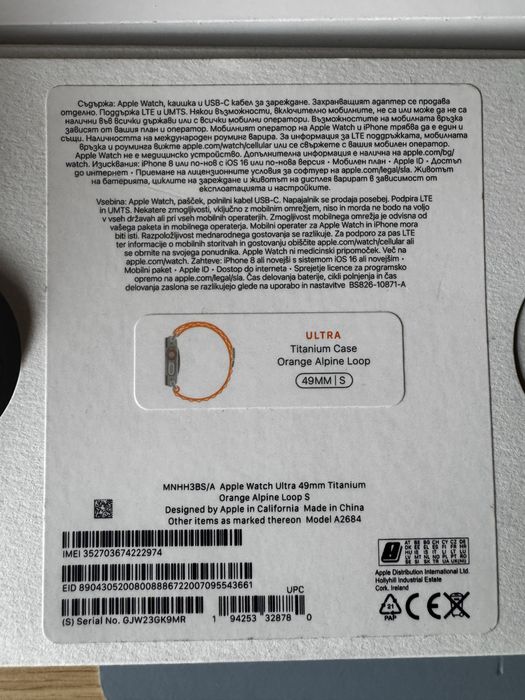 Съдържа: Apple Watch, каишка и USB-C кабел за зареждане. Захранващият адаптер се продава
отделно. Поддържа LTE и UMTS. Някои възможности, включително мобилните, не са или може да не са
налични във всички държави или с всички мобилни оператори. Възможностите на мобилната връзка
зависят от вашия план и оператор. Мобилният оператор на Apple Watch и iPhone трябва да е един и
същи. Наличността на международен роуминг варира. За информация за LTE поддръжката, мобилната
връзка и роуминга вижте apple.com/watch/cellular или се свържете с вашия мобилен оператор.
Apple Watch не е медицинско устройство. Допълнителна информация е налична на apple.com/bg/
watch. Изисквания: iPhone 8 или по-нов с iOS 16 или по-нова версия • Мобилен план • Apple ID • Достъп
до интернет • Приемане на лицензионните условия за софтуер на apple.com/legal/sla. Животът
на батерията, циклите на зареждане и животът на дисплея варират в зависимост от
експлоатацията и настройките.
Vsebina: Apple Watch, pašček, polnilni kabel USB-C. Napajalnik se prodaja posebej. Podpira LTE
in UMTS. Nekatere zmogljivosti, vključno z mobilnim omrežjem, niso in morda ne bodo na voljo
v vseh državah ali pri vseh mobilnih operaterjih. Zmogljivost mobilnega omrežja je odvisna od
vašega paketa in mobilnega operaterja. Mobilni operater za Apple Watch in iPhone mora
biti isti. Razpoložljivost mednarodnega gostovanja se razlikuje. Za podporo za pas LTE
ter informacije o mobilnih storitvah in gostovanju obiščite apple.com/watch/cellular ali
se obrnite na svojega ponudnika. Apple Watch ni medicinski pripomoček. Več na
apple.com/watch. Zahteve: iPhone 8 ali novejši s sistemom iOS 16 ali novejšim •
Mobilni paket • Apple ID • Dostop do interneta • Sprejetje licence za programsko
opremo na apple.com/legal/sla. Čas delovanja baterije, cikli polnjenja in čas
delovanja zaslona se razlikujejo glede na uporabo in nastavitve BS826-10871-A
ULTRA
Titanium Case
Orange Alpine Loop
49MM | S
MNHH3BS/A Apple Watch Ultra 49mm Titanium
Orange Alpine Loop S
Designed by Apple in California Made in China
Other items as marked thereon Model A2684
IMEI 352703674222974
EID 89043052008008886722007095543661
UPC
(S) Serial No. GJW23GK9MR
1 94253 32878 0
Apple Distribution International Ltd.
Hollyhill Industrial Estate
Cork, Ireland
21
PAP
CE